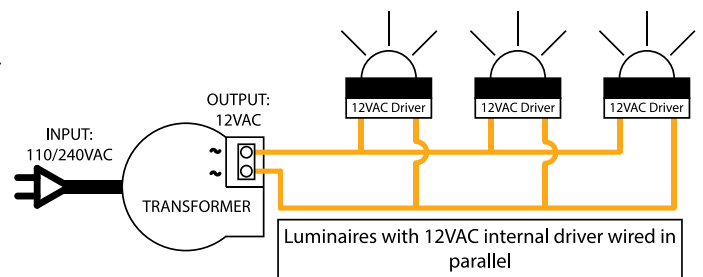 OUTPUT:
12VAC
12VAC Driver
12VAC Driver
12VAC Driver
INPUT:
110/240VAC
~
~
TRANSFORMER
Luminaires with 12VAC internal driver wired in
parallel